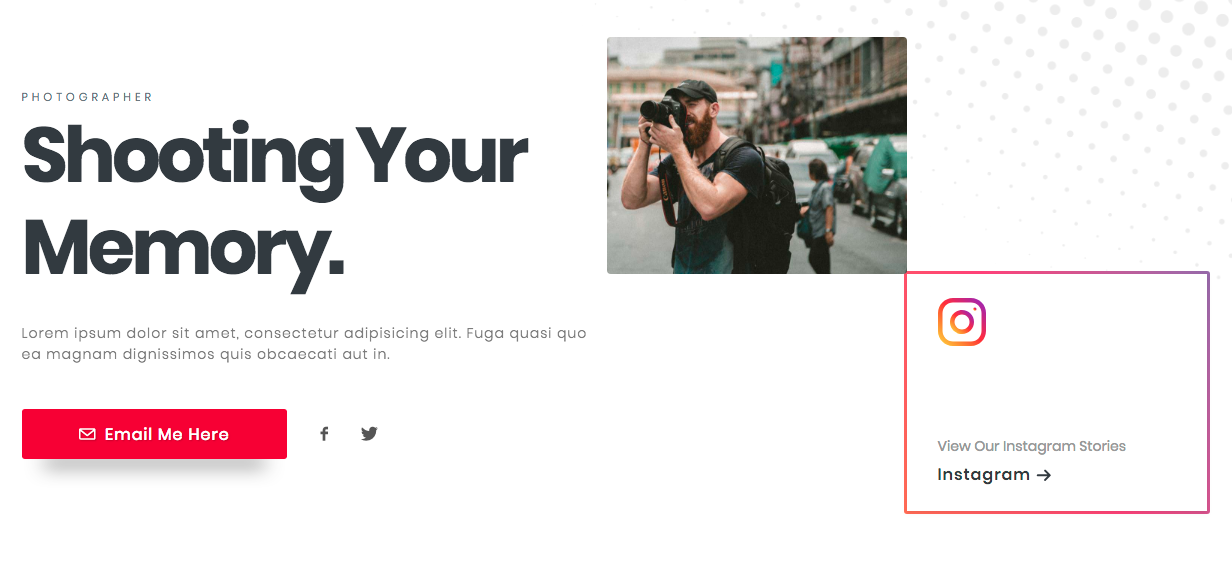 PHOTOGRAPHER
Shooting Your
Memory.
Lorem ipsum dolor sit amet, consectetur adipisicing elit. Fuga quasi quo
ea magnam dignissimos quis obcaecati aut in.
Email Me Here
View Our Instagram Stories
Instagram →